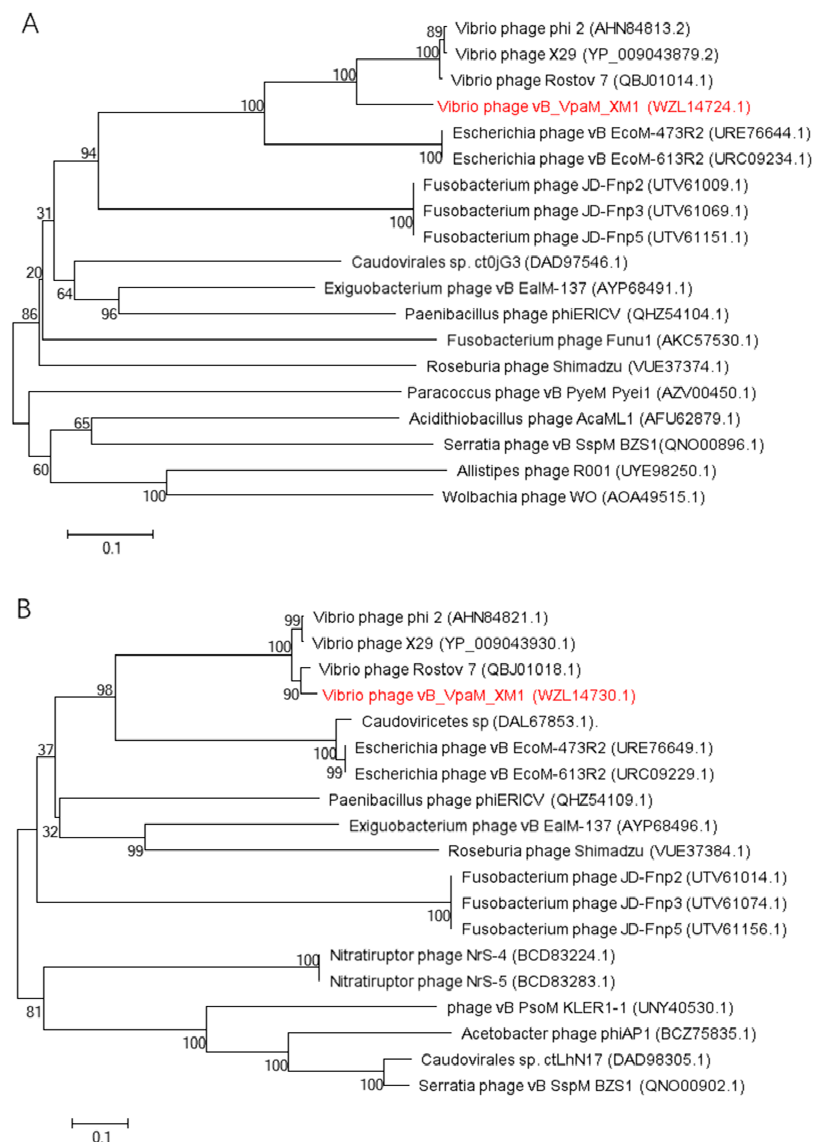 A
89
Vibrio phage phi 2 (AHN84813.2)
Vibrio phage X29 (YP_009043879.2)
100
Vibrio phage Rostov 7 (QBJ01014.1)
100
Vibrio phage vB_VpaM_XM1 (WZL14724.1)
100
Escherichia phage vB EcoM-473R2 (URE76644.1)
94
100
Escherichia phage vB EcoM-613R2 (URC09234.1)
Fusobacterium phage JD-Fnp2 (UTV61009.1)
31
100
Fusobacterium phage JD-Fnp3 (UTV61069.1)
Fusobacterium phage JD-Fnp5 (UTV61151.1)
20
Caudovirales sp. ct0jG3 (DAD97546.1)
64
Exiguobacterium phage vB EalM-137 (AYP68491.1)
86
96
Paenibacillus phage phiERICV (QHZ54104.1)
Fusobacterium phage Funu1 (AKC57530.1)
Roseburia phage Shimadzu (VUE37374.1)
Paracoccus phage vB PyeM Pyei1 (AZV00450.1)
65
Acidithiobacillus phage AcaML1 (AFU62879.1)
60
Serratia phage vB SspM BZS1(QNO00896.1)
Allistipes phage R001 (UYE98250.1)
100
Wolbachia phage WO (AOA49515.1)
0.1
B
99
Vibrio phage phi 2 (AHN84821.1)
100
Vibrio phage X29 (YP_009043930.1)
Vibrio phage Rostov 7 (QBJ01018.1)
98
90
Vibrio phage vB_VpaM_XM1 (WZL14730.1)
Caudoviricetes sp (DAL67853.1).
37
100
Escherichia phage vB EcoM-473R2 (URE76649.1)
99
Escherichia phage vB EcoM-613R2 (URC09229.1)
Paenibacillus phage phiERICV (QHZ54109.1)
32
Exiguobacterium phage vB EalM-137 (AYP68496.1)
99
Roseburia phage Shimadzu (VUE37384.1)
Fusobacterium phage JD-Fnp2 (UTV61014.1)
100
Fusobacterium phage JD-Fnp3 (UTV61074.1)
Fusobacterium phage JD-Fnp5 (UTV61156.1)
100
Nitratiruptor phage NrS-4 (BCD83224.1)
Nitratiruptor phage NrS-5 (BCD83283.1)
81
phage vB PsoM KLER1-1 (UNY40530.1)
100
Acetobacter phage phiAP1 (BCZ75835.1)
100
Caudovirales sp. ctLhN17 (DAD98305.1)
100
Serratia phage vB SspM BZS1 (QNO00902.1)
0.1